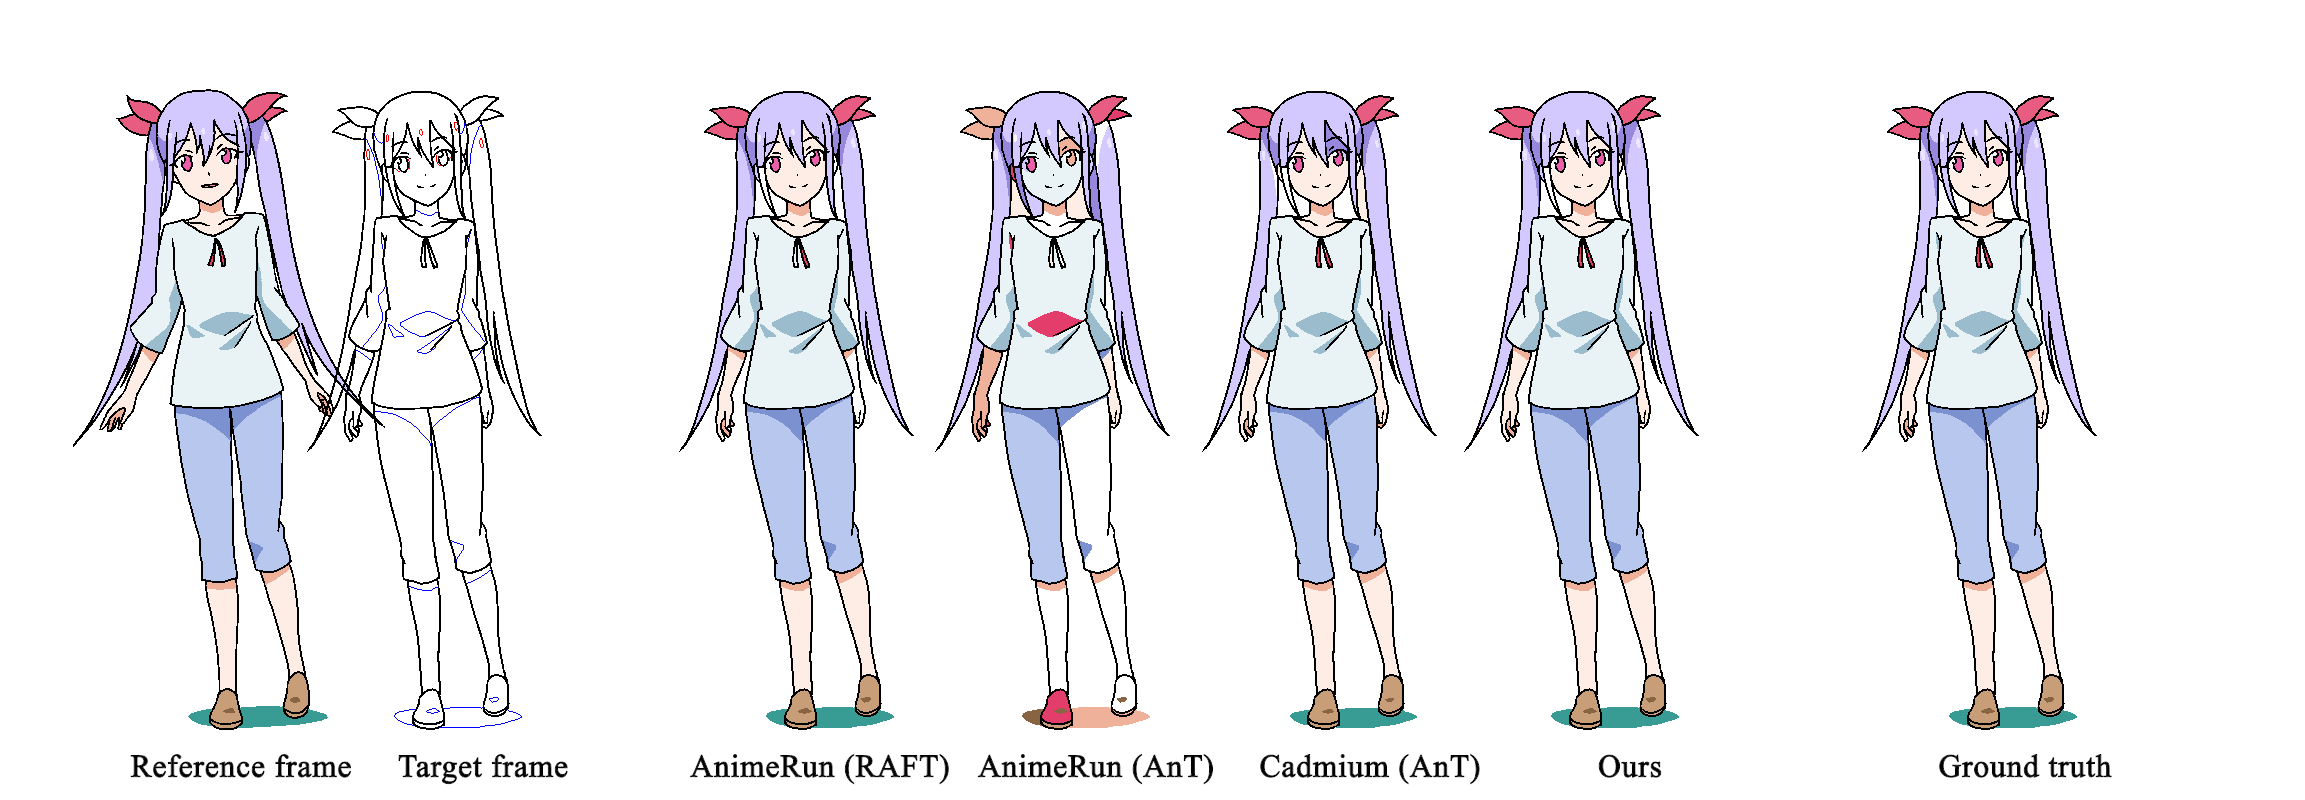 Reference frame
Target frame
AnimeRun (RAFT)
AnimeRun (AnT)
Cadmium (AnT)
Ours
Ground truth